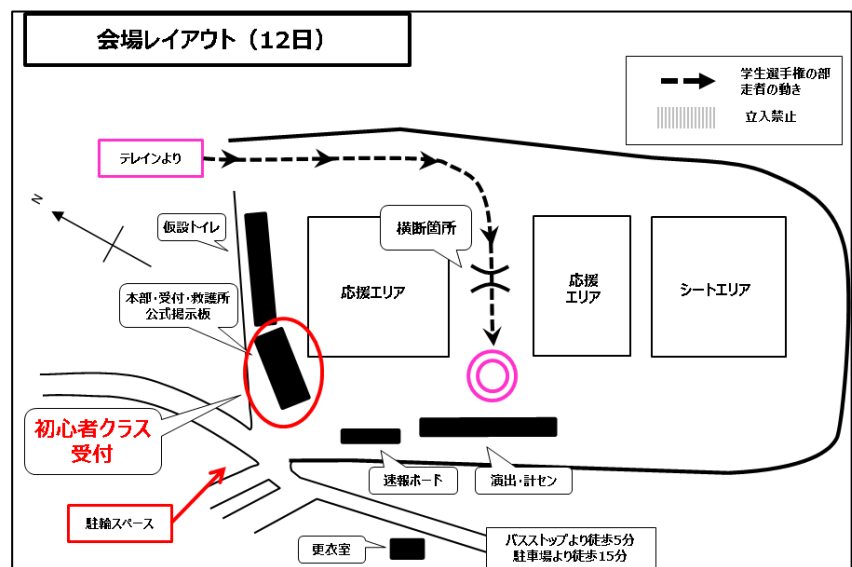 会場レイアウト（12日）
学生選手権の部
走者の動き
立入禁止
テレインより
N
仮設トイレ
横断箇所
本部・受付・救護所
公式掲示板
応援エリア
応援
エリア
シートエリア
初心者クラス
受付
速報ボード
演出・計セン
駐輪スペース
更衣室
バスストップより徒歩5分
駐車場より徒歩15分